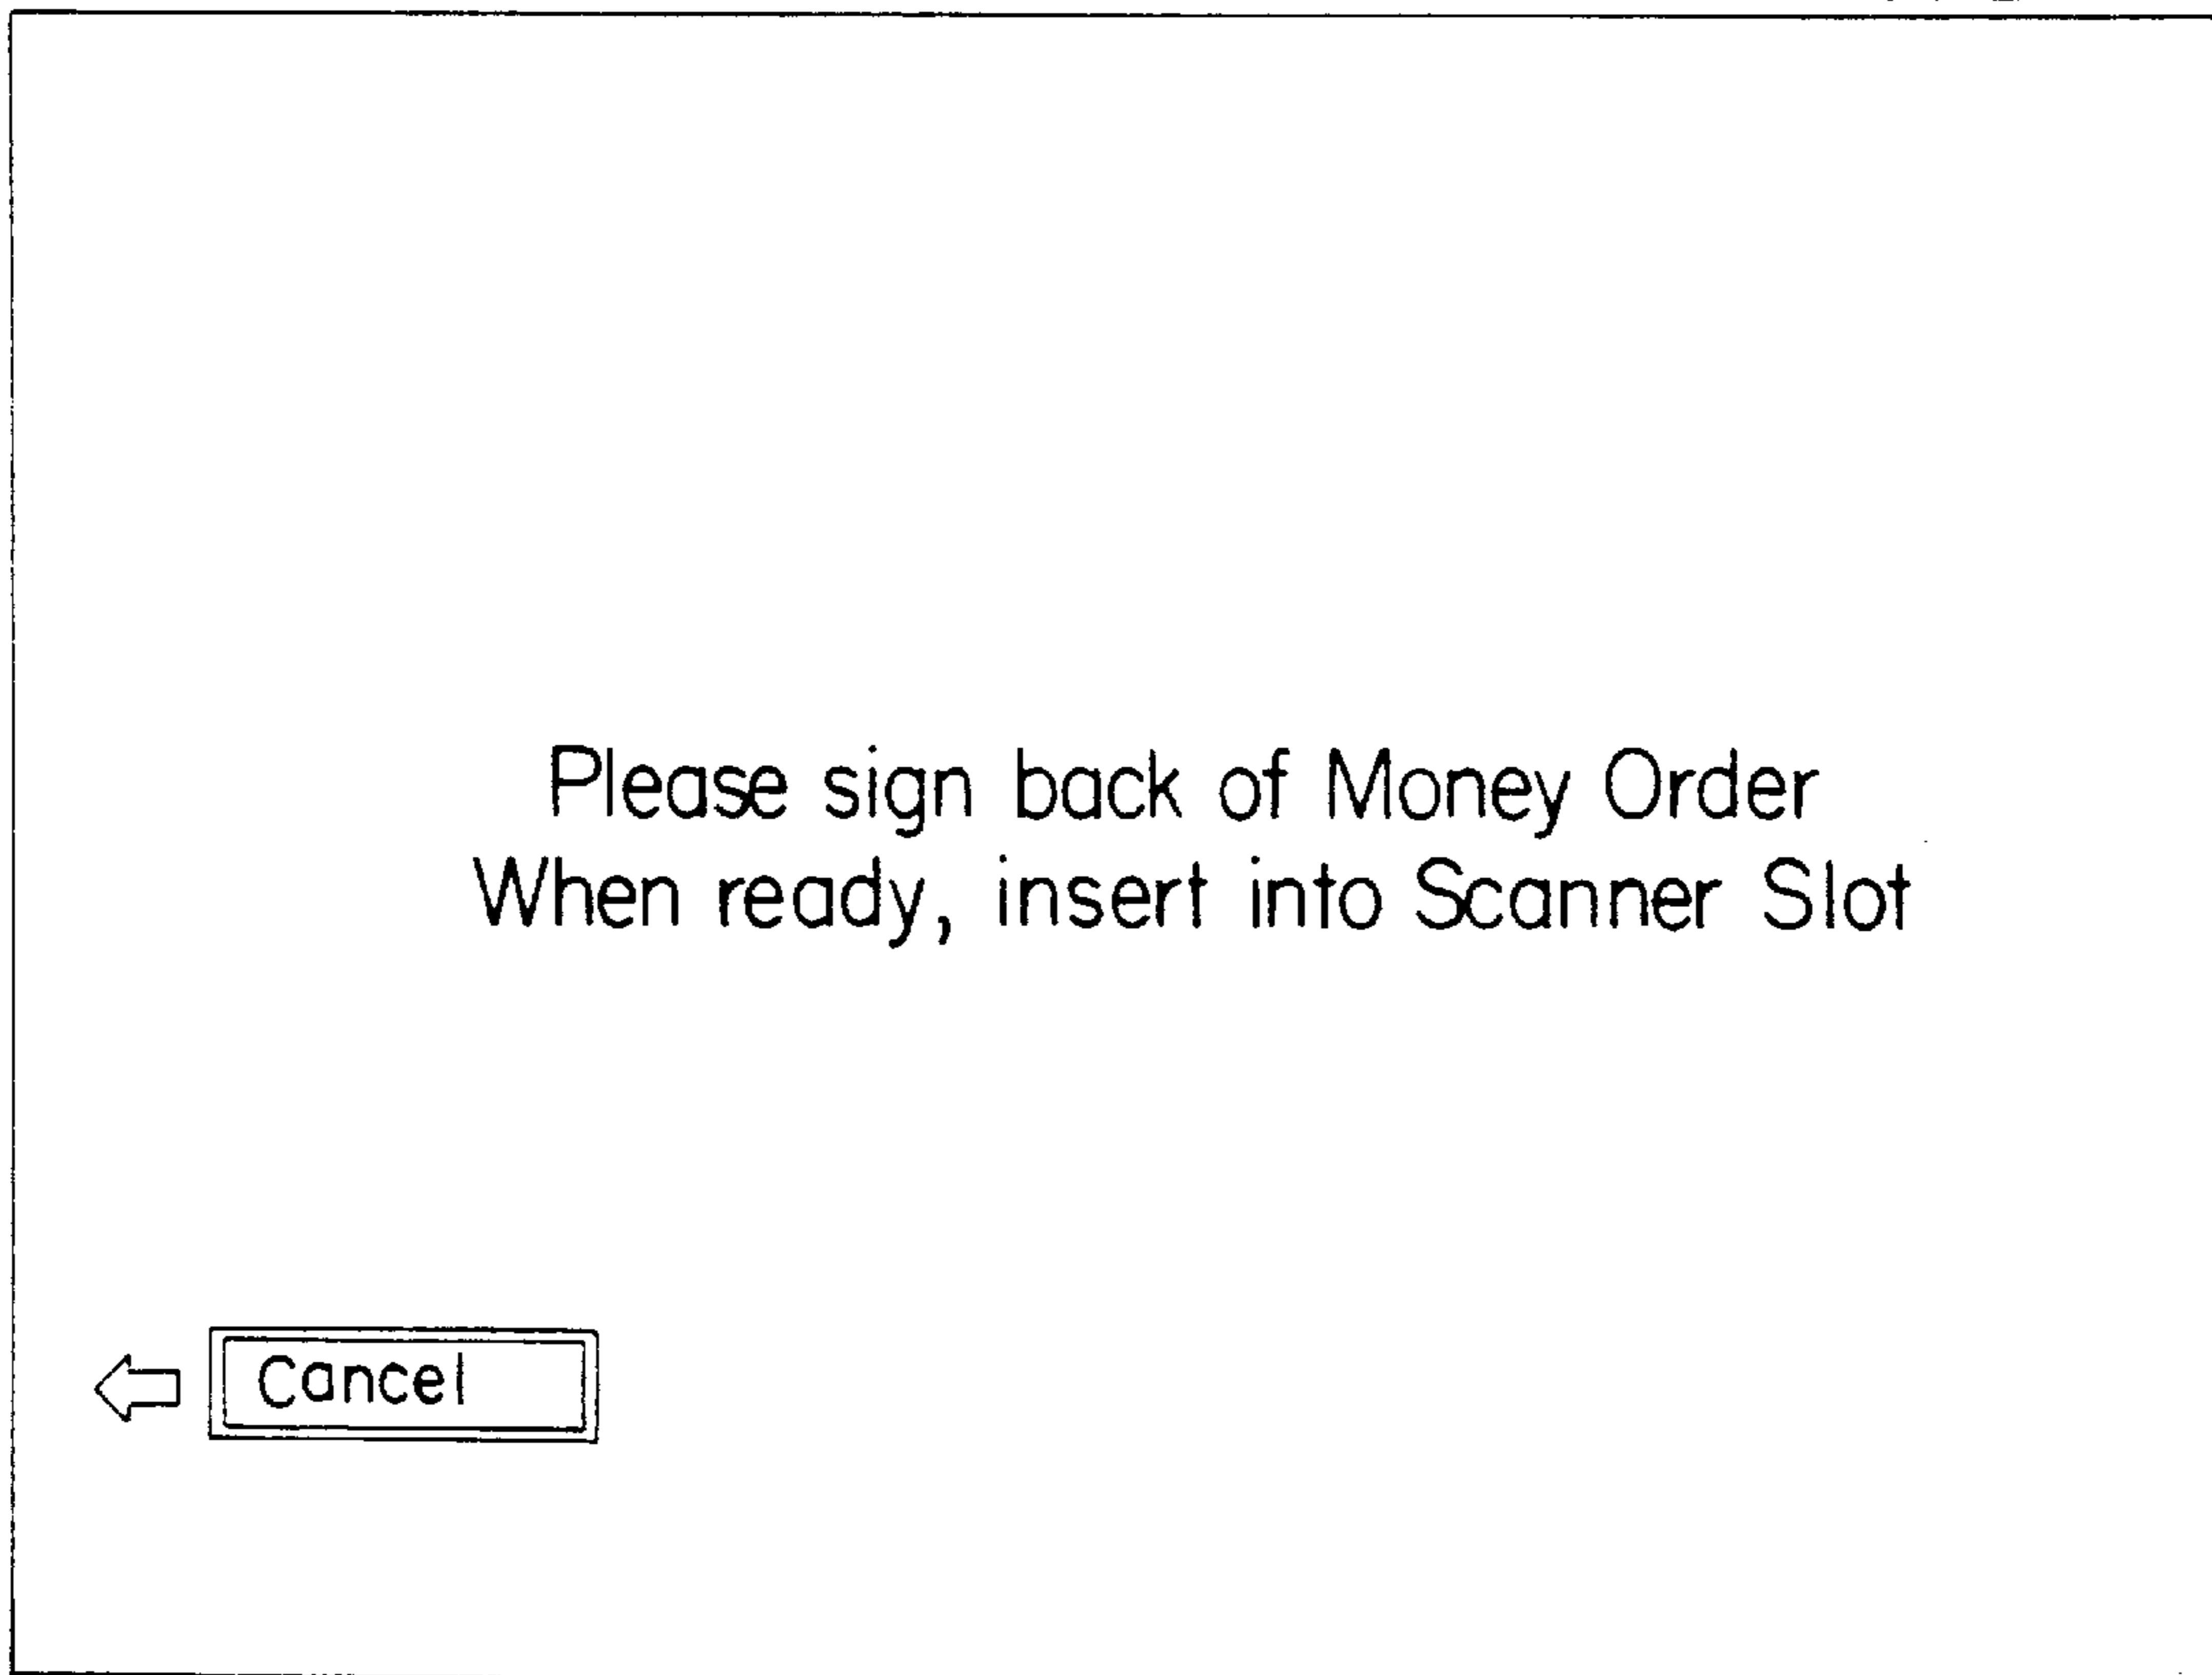 Please sign back of Money Order
When ready, insert into Scanner Slot
Cancel